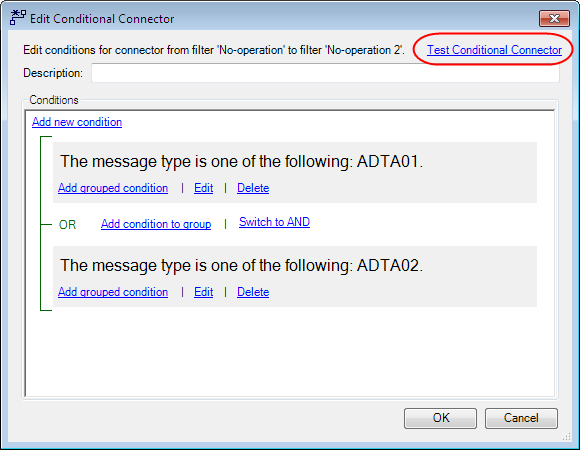 Edit Conditional Connector
Edit conditions for connector from filter 'No-operation' to filter 'No-operation 2'. Test Conditional Connector
Description:
Conditions
Add new condition
The message type is one of the following: ADTA01.
Add grouped condition | Edit | Delete
OR Add condition to group | Switch to AND
The message type is one of the following: ADTA02.
Add grouped condition | Edit | Delete
OK Cancel